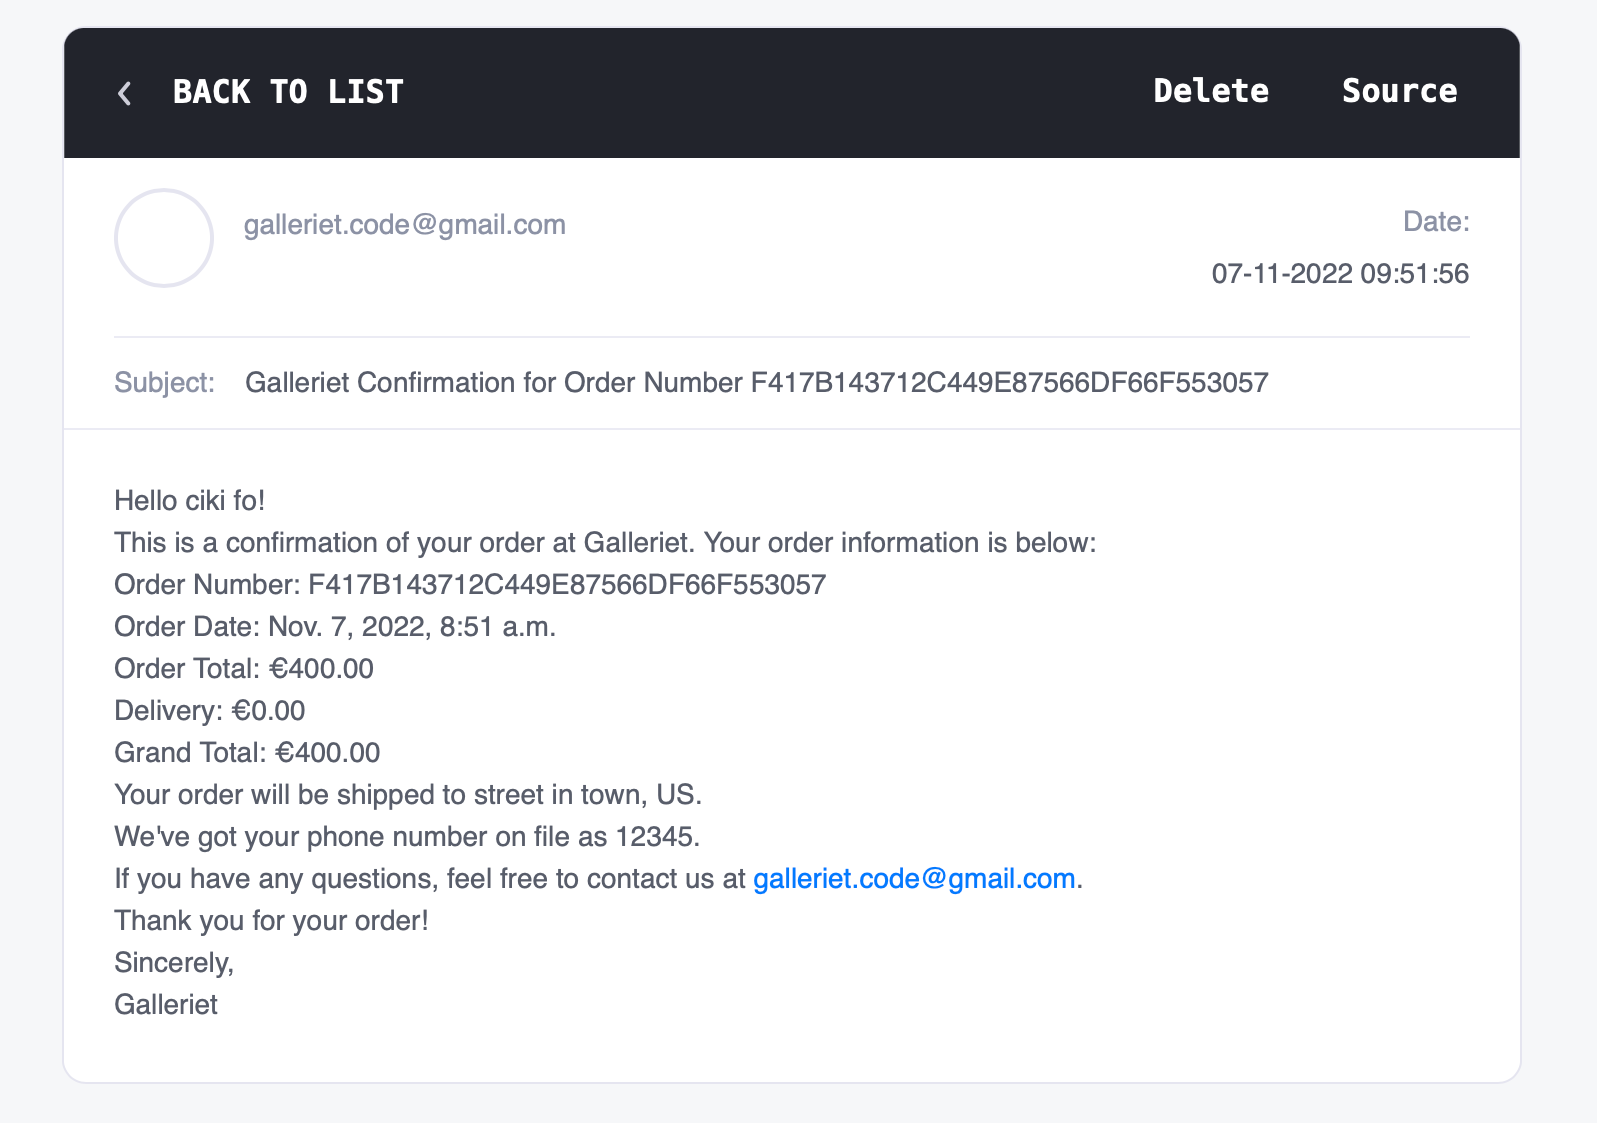 BACK TO LIST Delete Source
galleriet.code@gmail.com Date:
07-11-2022 09:51:56
Subject: Galleriet Confirmation for Order Number F417B143712C449E87566DF66F553057
Hello ciki fo!
This is a confirmation of your order at Galleriet. Your order information is below:
Order Number: F417B143712C449E87566DF66F553057
Order Date: Nov. 7, 2022, 8:51 a.m.
Order Total: €400.00
Delivery: €0.00
Grand Total: €400.00
Your order will be shipped to street in town, US.
We've got your phone number on file as 12345.
If you have any questions, feel free to contact us at galleriet.code@gmail.com.
Thank you for your order!
Sincerely,
Galleriet